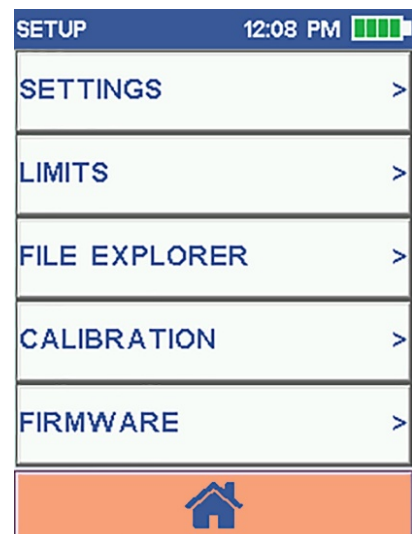 SETUP 12:08 PM
SETTINGS >
LIMITS >
FILE EXPLORER >
CALIBRATION >
FIRMWARE >